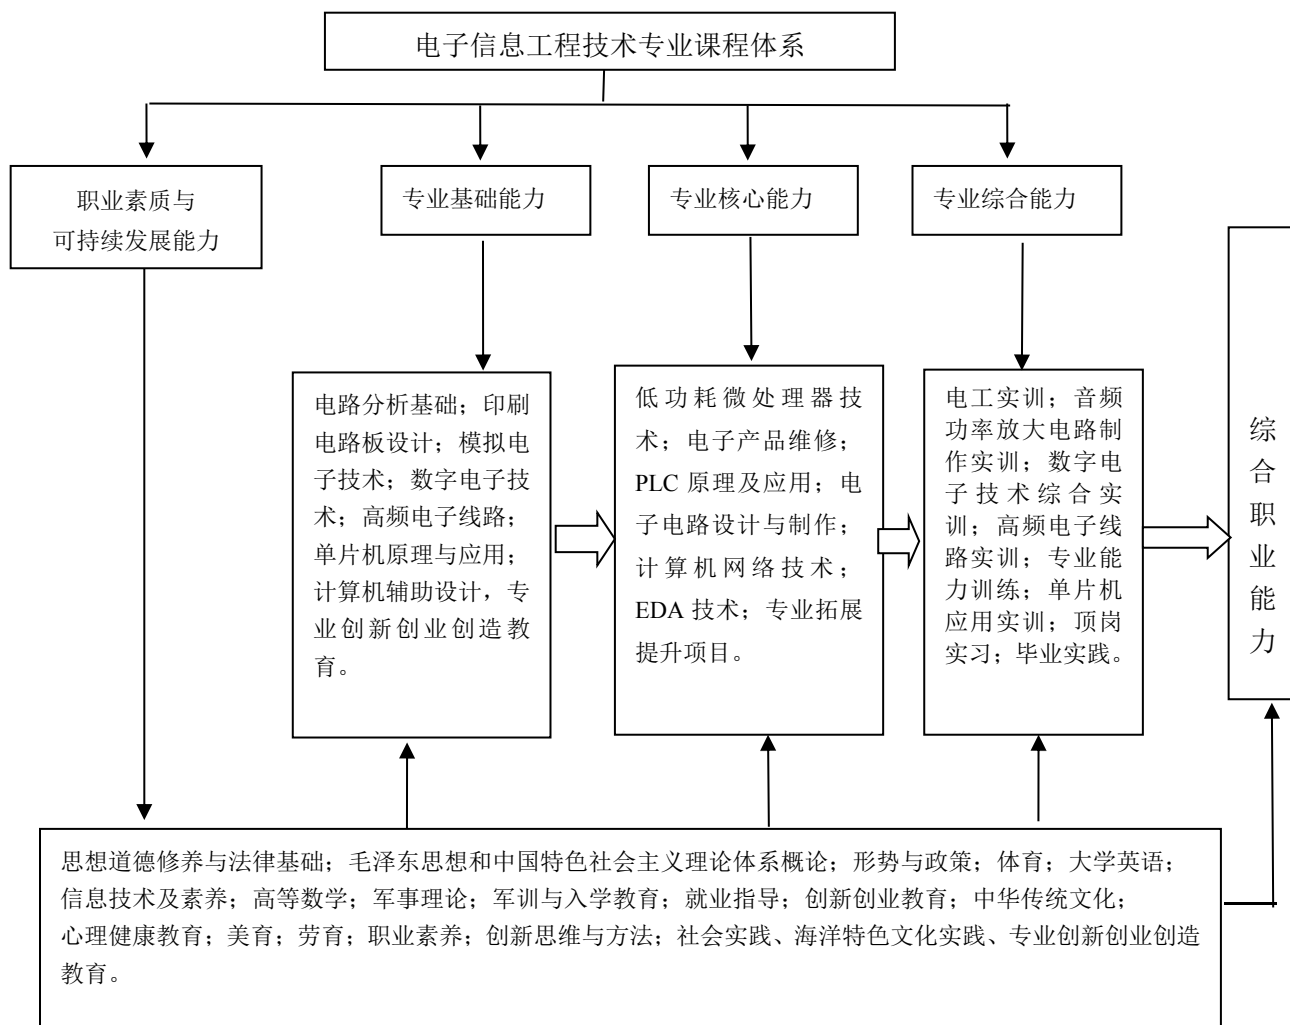 电子信息工程技术专业课程体系
职业素质与
可持续发展能力
专业基础能力
专业核心能力
专业综合能力
电路分析基础；印刷
电路板设计；模拟电
子技术；数字电子技
术；高频电子线路；
单片机原理与应用；
计算机辅助设计，专
业创新创业创造教
育。
低功耗微处理器技
术；电子产品维修；
PLC 原理及应用；电
子电路设计与制作；
计算机网络技术；
EDA 技术；专业拓展
提升项目。
电工实训；音频
功率放大电路制
作实训；数字电
子技术综合实
训；高频电子线
路实训；专业能
力训练；单片机
应用实训；顶岗
实习；毕业实践。
综
合
职
业
能
力
思想道德修养与法律基础；毛泽东思想和中国特色社会主义理论体系概论；形势与政策；体育；大学英语；
信息技术及素养；高等数学；军事理论；军训与入学教育；就业指导；创新创业教育；中华传统文化；
心理健康教育；美育；劳育；职业素养；创新思维与方法；社会实践、海洋特色文化实践、专业创新创业创造
教育。